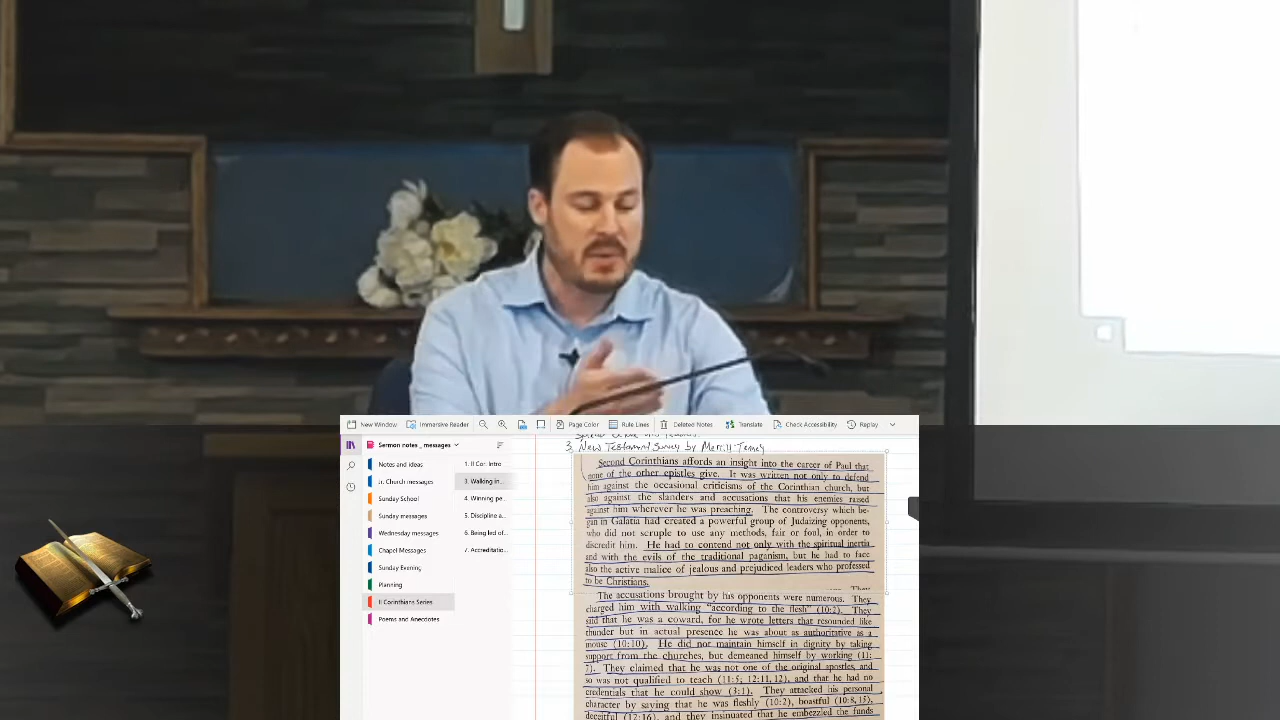 New Window Immersive Reader Page Color Rule Lines Deleted Notes Translate Check Accessibility Replay
Sermon notes _ messages
Notes and ideas
Church messages
Sunday School
Sunday messages
Wednesday messages
Chapel Messages
Sunday Evening
Planning
II Corinthians Series
Poems and Anecdotes
1. II Cor. Intro
3. Walking in...
4. Winning pe...
5. Discipline a...
6. Being led of...
7. Accreditatio...
3. New Testament Survey by Merrill Tenney
Second Corinthians affords an insight into the career of Paul that
none of the other epistles give. It was written not only to defend
him against the occasional criticisms of the Corinthian church, but
also against the slanders and accusations that his enemies raised
against him wherever he was preaching. The controversy which be-
gan in Galatia had created a powerful group of Judaizing opponents,
who did not scruple to use any methods, fair or foul, in order to
discredit him. He had to contend not only with the spiritual inertia
and with the evils of the traditional paganism, but he had to face
also the active malice of jealous and prejudiced leaders who professed
to be Christians.
They
The accusations brought by his opponents were numerous. They
charged him with walking "according to the flesh" (10:2). They
said that he was a coward, for he wrote letters that resounded like
thunder but in actual presence he was about as authoritative as a
mouse (10:10). He did not maintain himself in dignity by taking
support from the churches, but demeaned himself by working (11:
7). They claimed that he was not one of the original apostles, and
so was not qualified to teach (11:5; 12:11, 12), and that he had no
credentials that he could show (3:1). They attacked his personal
character by saying that he was fleshly (10:2), boastful (10:8, 15),
deceitful (12:16), and they insinuated that he embezzled the funds